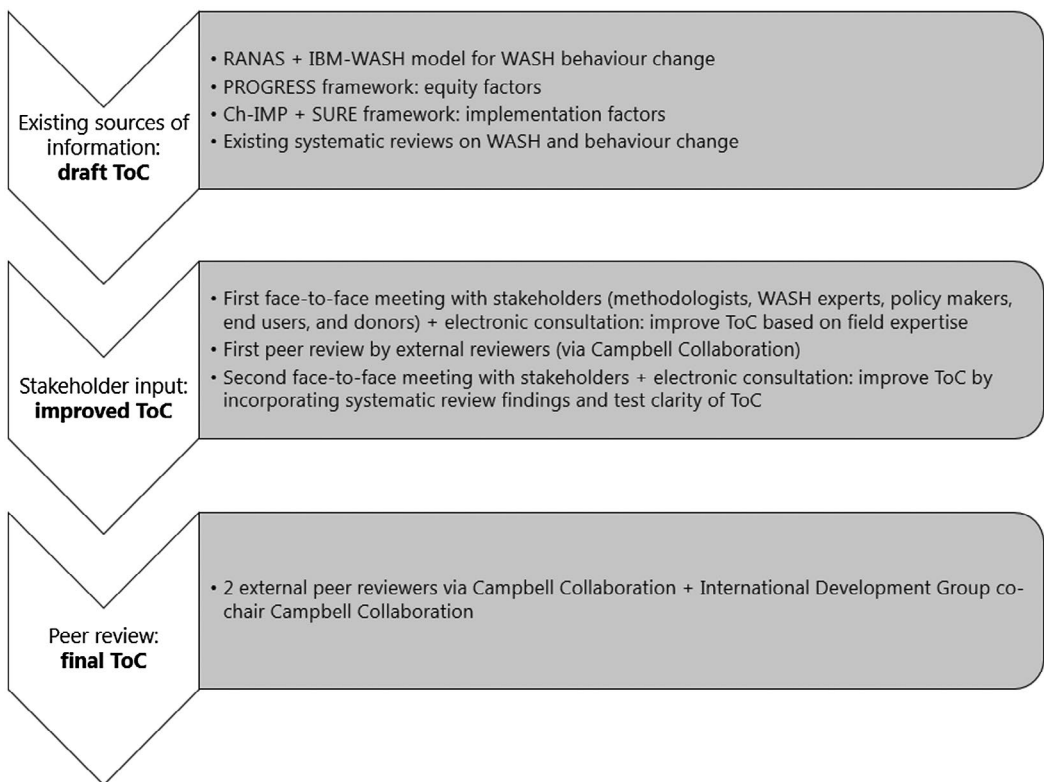 Existing sources of
information:
draft ToC
• RANAS + IBM-WASH model for WASH behaviour change
• PROGRESS framework: equity factors
• Ch-IMP + SURE framework: implementation factors
• Existing systematic reviews on WASH and behaviour change
Stakeholder input:
improved ToC
• First face-to-face meeting with stakeholders (methodologists, WASH experts, policy makers,
end users, and donors) + electronic consultation: improve ToC based on field expertise
• First peer review by external reviewers (via Campbell Collaboration)
• Second face-to-face meeting with stakeholders + electronic consultation: improve ToC by
incorporating systematic review findings and test clarity of ToC
Peer review:
final ToC
• 2 external peer reviewers via Campbell Collaboration + International Development Group co-
chair Campbell Collaboration